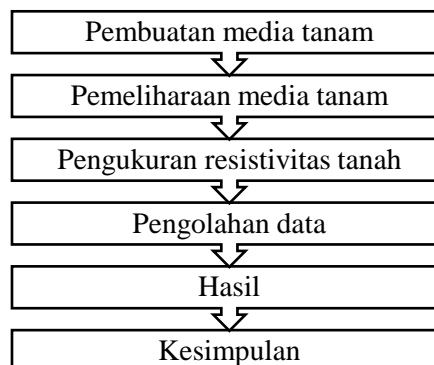 Pembuatan media tanam
Pemeliharaan media tanam
Pengukuran resistivitas tanah
Pengolahan data
Hasil
Kesimpulan